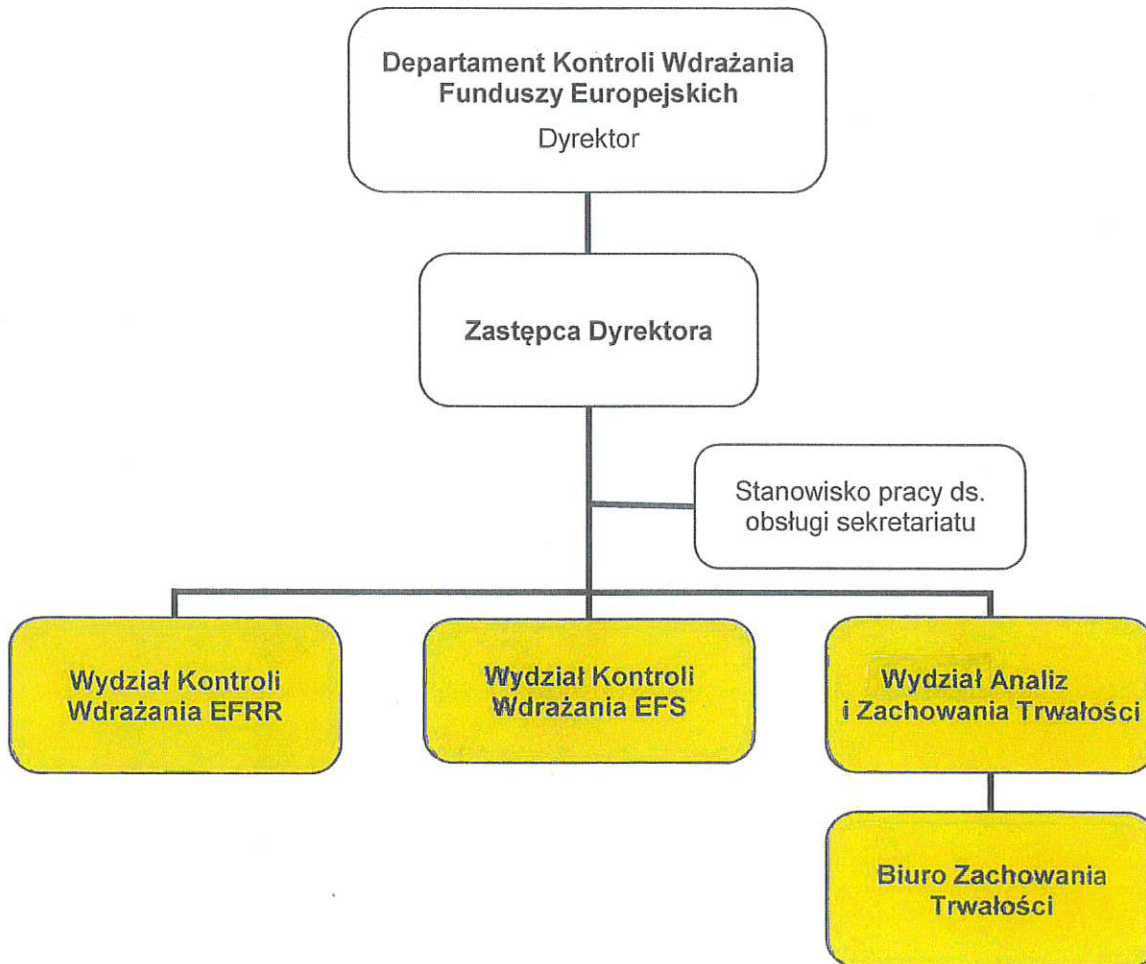 Departament Kontroli Wdrażania
Funduszy Europejskich
Dyrektor
Zastępca Dyrektora
Stanowisko pracy ds.
obsługi sekretariatu
Wydział Kontroli
Wdrażania EFRR
Wydział Kontroli
Wdrażania EFS
Wydział Analiz
i Zachowania Trwałości
Biuro Zachowania
Trwałości